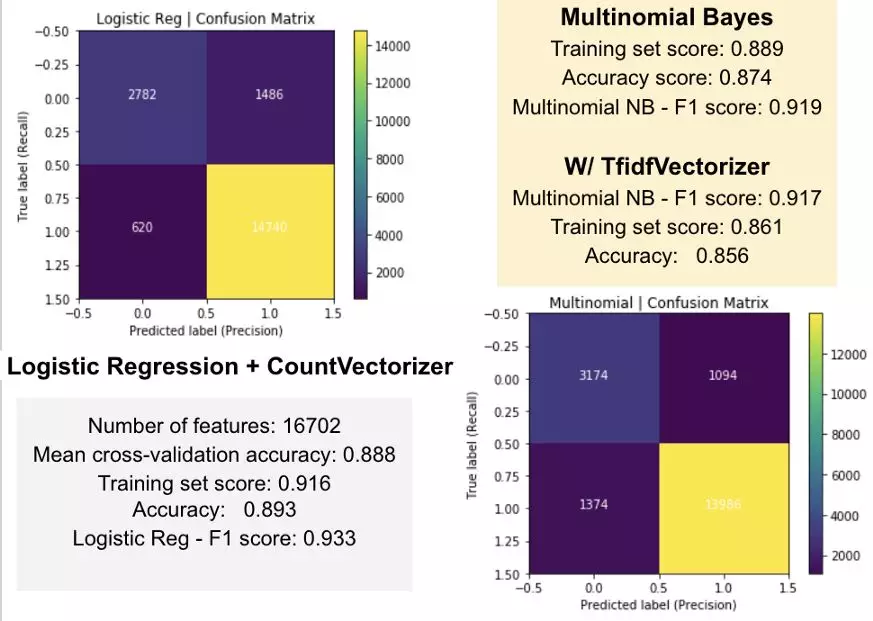 Logistic Reg | Confusion Matrix
−0.50
−0.25
0.00
0.25
0.50
0.75
1.00
1.25
1.50
True label (Recall)
2782
1486
620
14740
−0.5
0.0
0.5
1.0
1.5
Predicted label (Precision)
14000
12000
10000
8000
6000
4000
2000
Logistic Regression + CountVectorizer
Number of features: 16702
Mean cross-validation accuracy: 0.888
Training set score: 0.916
Accuracy: 0.893
Logistic Reg - F1 score: 0.933
Multinomial Bayes
Training set score: 0.889
Accuracy score: 0.874
Multinomial NB - F1 score: 0.919
W/ TfidfVectorizer
Multinomial NB - F1 score: 0.917
Training set score: 0.861
Accuracy: 0.856
Multinomial | Confusion Matrix
−0.50
−0.25
0.00
0.25
0.50
0.75
1.00
1.25
1.50
True label (Recall)
3174
1094
1374
13986
−0.5
0.0
0.5
1.0
1.5
Predicted label (Precision)
12000
10000
8000
6000
4000
2000